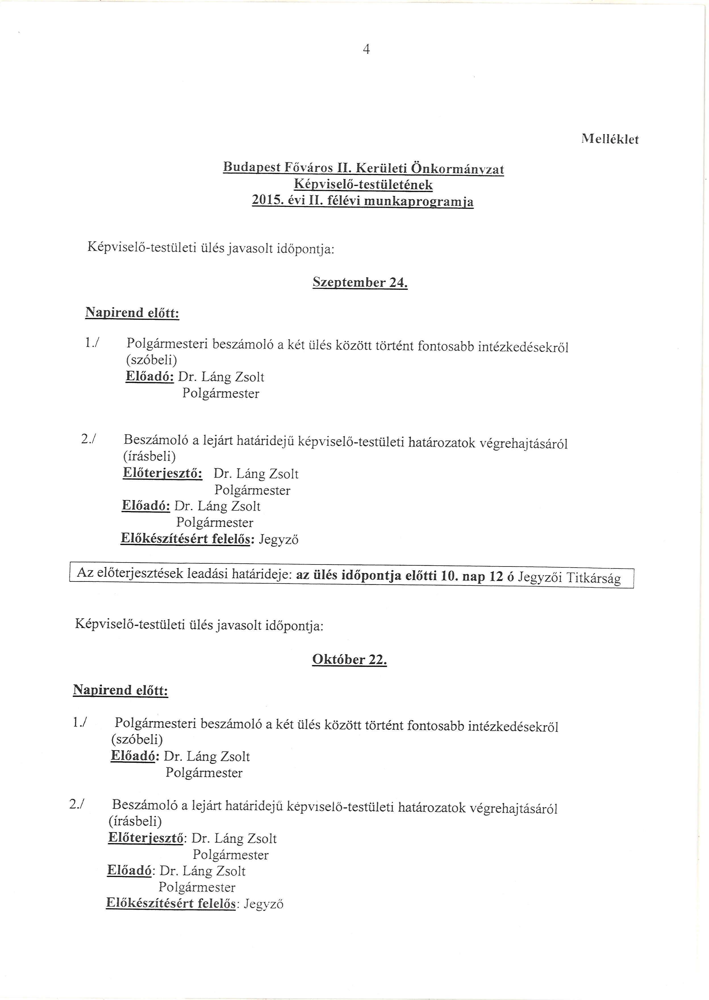 4
Melléklet
Budapest Főváros II. Kerületi Önkormányzat
Képviselő-testületének
2015. évi II. félévi munkaprogramja
Képviselő-testületi ülés javasolt időpontja:
Szeptember 24.
Napirend előtt:
1./ Polgármesteri beszámoló a két ülés között történt fontosabb intézkedésekről
(szóbeli)
Előadó: Dr. Láng Zsolt
Polgármester
2./ Beszámoló a lejárt határidejű képviselő-testületi határozatok végrehajtásáról
(írásbeli)
Előterjesztő: Dr. Láng Zsolt
Polgármester
Előadó: Dr. Láng Zsolt
Polgármester
Előkészítésért felelős: Jegyző
Az előterjesztések leadási határideje: az ülés időpontja előtti 10. nap 12 ó Jegyzői Titkárság
Képviselő-testületi ülés javasolt időpontja:
Október 22.
Napirend előtt:
1./ Polgármesteri beszámoló a két ülés között történt fontosabb intézkedésekről
(szóbeli)
Előadó: Dr. Láng Zsolt
Polgármester
2./ Beszámoló a lejárt határidejű képviselő-testületi határozatok végrehajtásáról
(írásbeli)
Előterjesztő: Dr. Láng Zsolt
Polgármester
Előadó: Dr. Láng Zsolt
Polgármester
Előkészítésért felelős: Jegyző